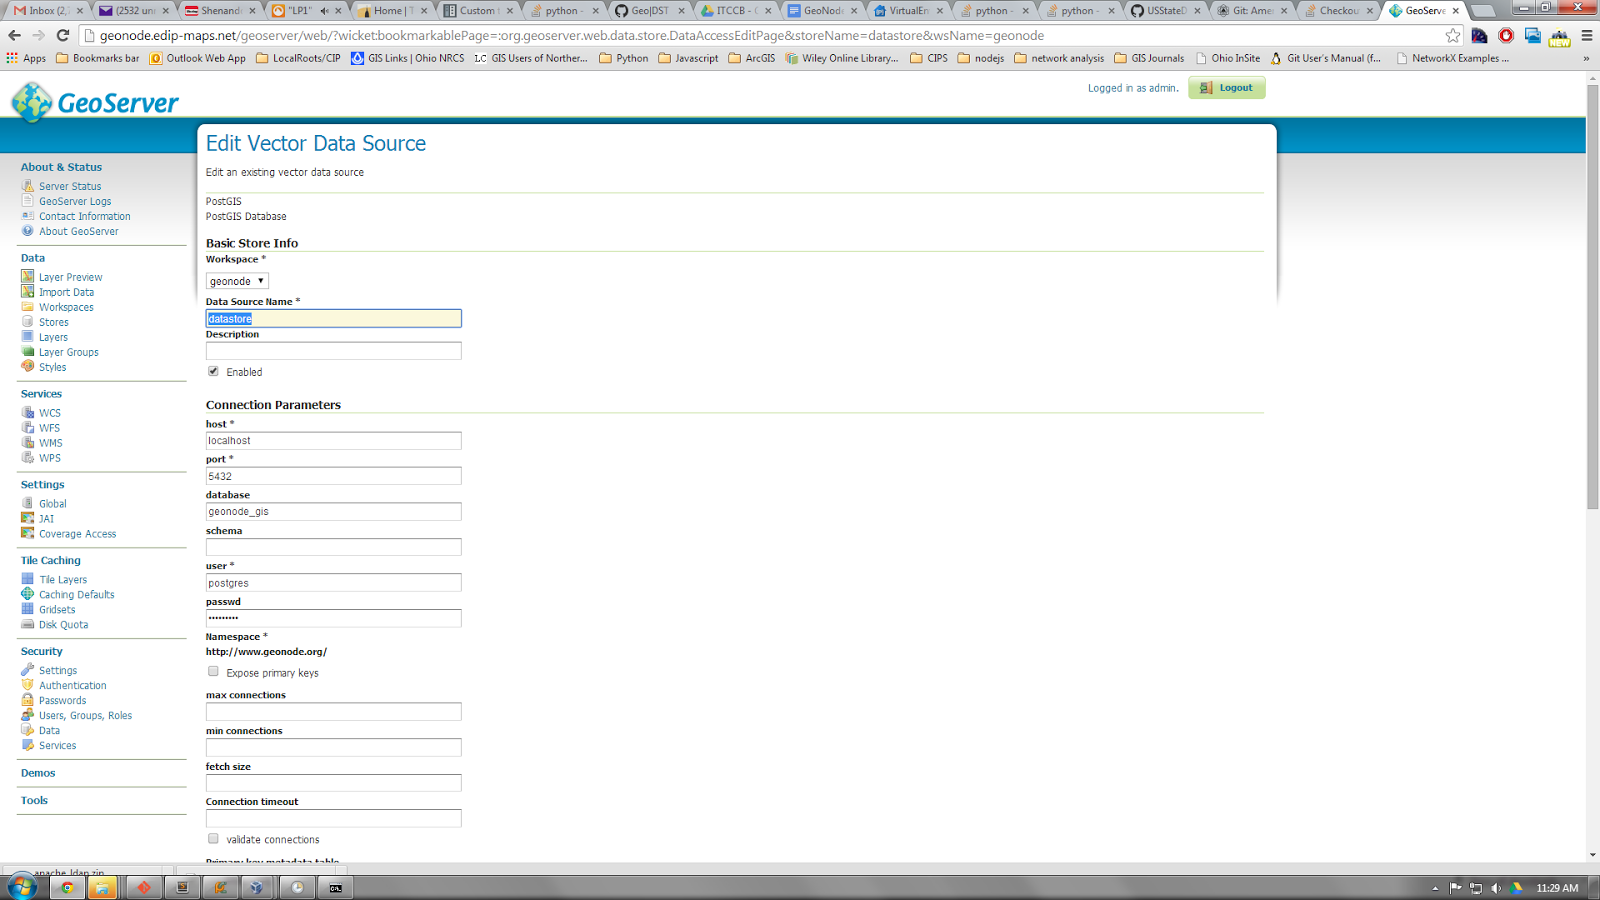 Inbox (2,
(2532 unr
Shenand
"LP1"
Home | T
Custom t
python -
Geo|DST
ITCCB - G
GeoNode
VirtualEn
python -
python -
USStateD
Git: Ame
Checkou
GeoServe
geonode.edip-maps.net/geoserver/web/?wicket:bookmarkablePage=:org.geoserver.web.data.store.DataAccessEditPage&storeName=datastore&wsName=geonode
Apps
Bookmarks bar
Outlook Web App
LocalRoots/CIP
GIS Links | Ohio NRCS
LC GIS Users of Norther...
Python
Javascript
ArcGIS
Wiley Online Library...
CIPS
nodejs
network analysis
GIS Journals
Ohio InSite
Git User's Manual (f...
NetworkX Examples ...
»
New
GeoServer
Logged in as admin.
Logout
About & Status
Server Status
GeoServer Logs
Contact Information
About GeoServer
Data
Layer Preview
Import Data
Workspaces
Stores
Layers
Layer Groups
Styles
Services
WCS
WFS
WMS
WPS
Settings
Global
JAI
Coverage Access
Tile Caching
Tile Layers
Caching Defaults
Gridsets
Disk Quota
Security
Settings
Authentication
Passwords
Users, Groups, Roles
Data
Services
Demos
Tools
Edit Vector Data Source
Edit an existing vector data source
PostGIS
PostGIS Database
Basic Store Info
Workspace *
geonode
Data Source Name *
datastore
Description
Enabled
Connection Parameters
host *
localhost
port *
5432
database
geonode_gis
schema
user *
postgres
passwd
•••••••••
Namespace *
http://www.geonode.org/
Expose primary keys
max connections
min connections
fetch size
Connection timeout
validate connections
Primary key metadata table
apache_ldap.zip
11:29 AM